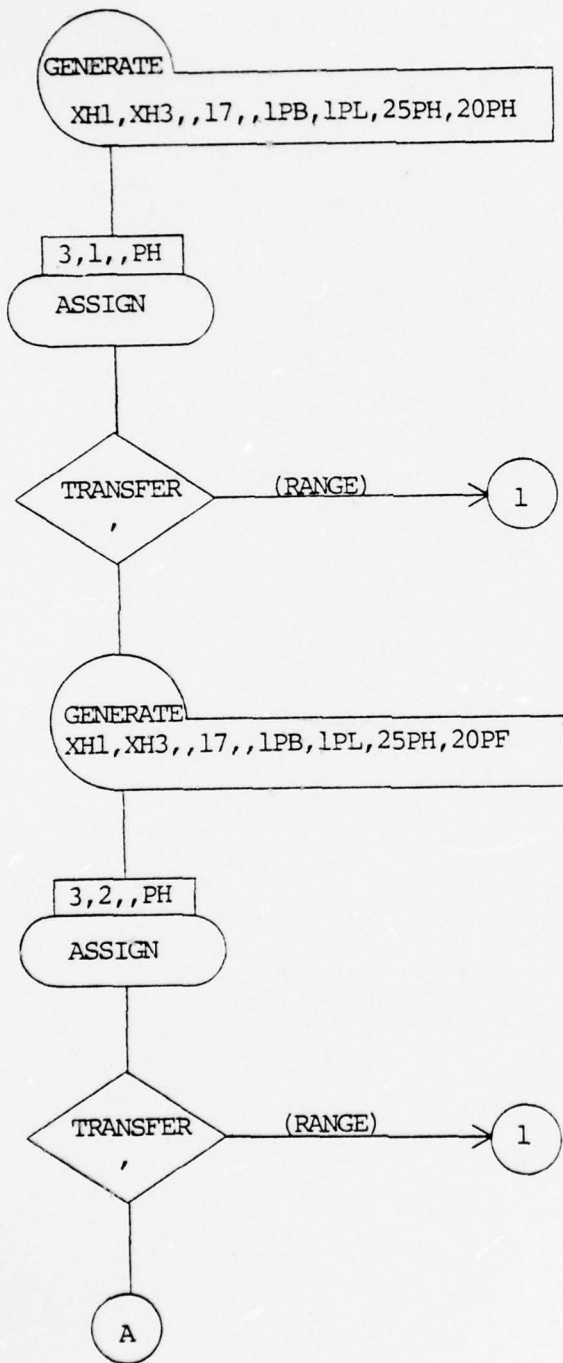 GENERATE
XH1,XH3,,17,,1PB,1PL,25PH,20PH
3,1,,PH
ASSIGN
TRANSFER
,
(RANGE)
1
GENERATE
XH1,XH3,,17,,1PB,1PL,25PH,20PF
3,2,,PH
ASSIGN
TRANSFER
,
(RANGE)
1
A